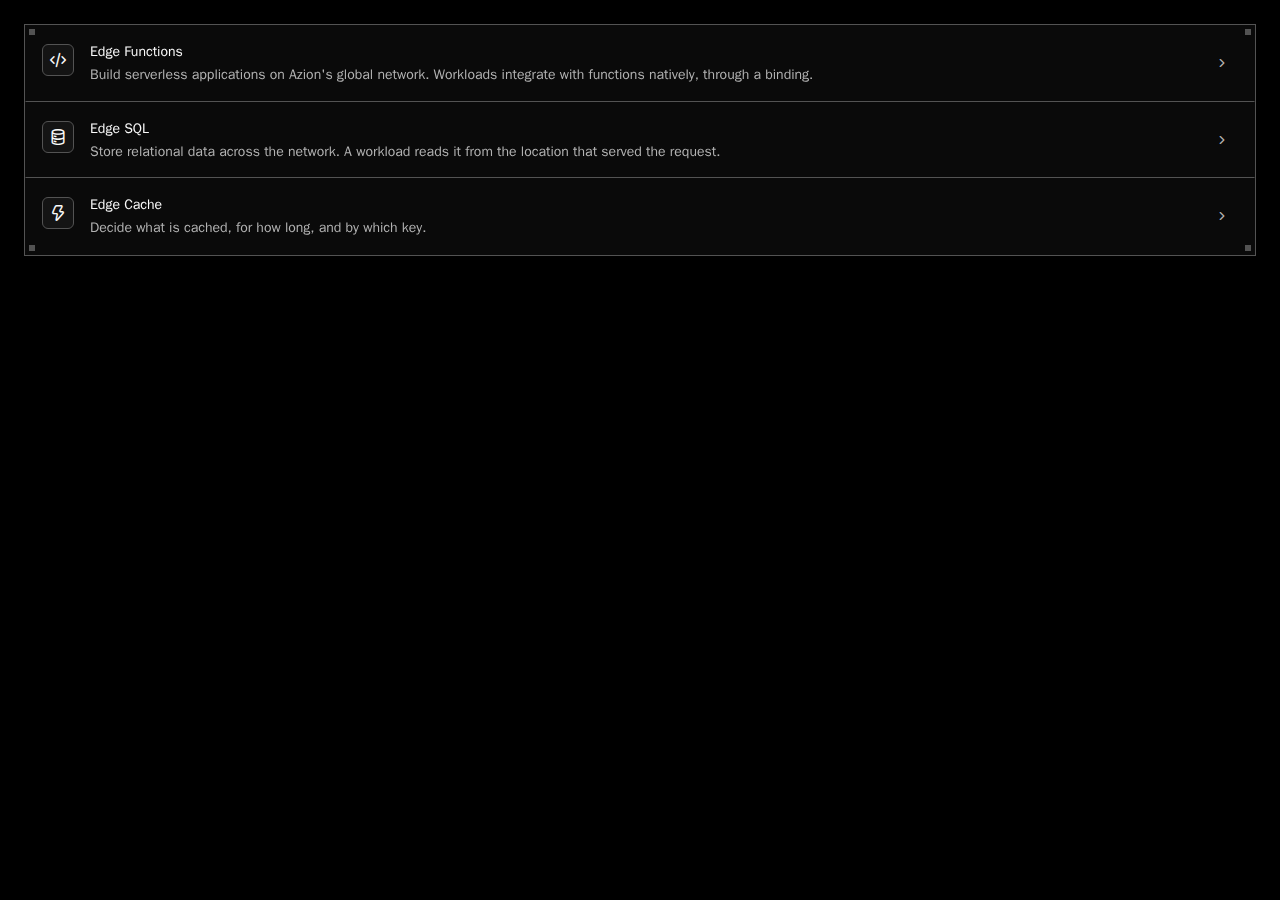 Edge Functions
Build serverless applications on Azion's global network. Workloads integrate with functions natively, through a binding.
Edge SQL
Store relational data across the network. A workload reads it from the location that served the request.
Edge Cache
Decide what is cached, for how long, and by which key.